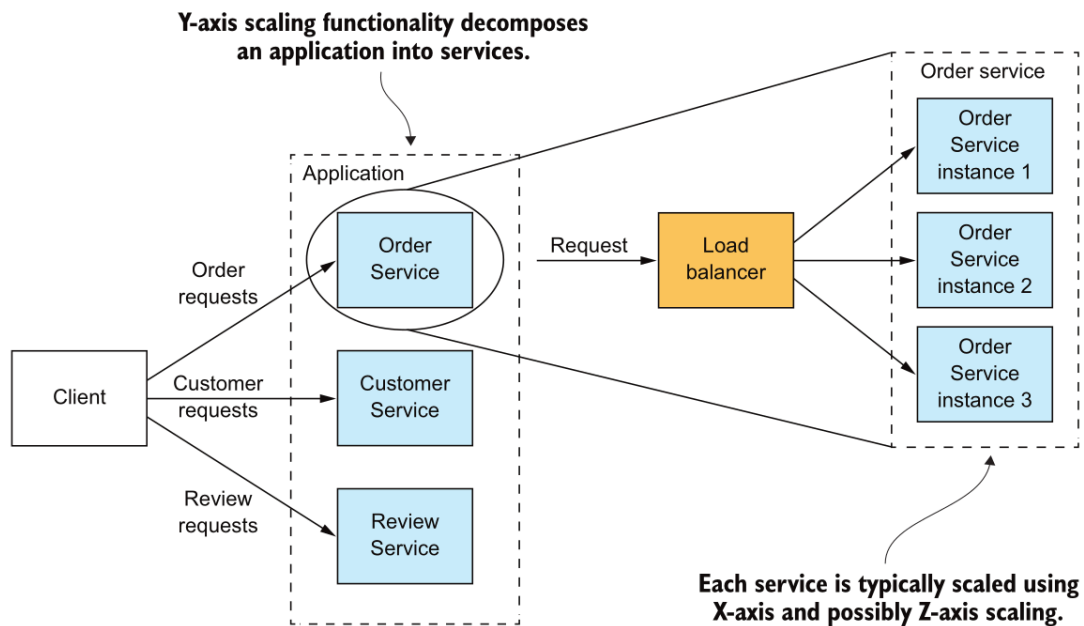 Y-axis scaling functionality decomposes
an application into services.
Application
Order
Service
Order
requests
Client
Customer
requests
Customer
Service
Review
requests
Review
Service
Request
Load
balancer
Order service
Order
Service
instance 1
Order
Service
instance 2
Order
Service
instance 3
Each service is typically scaled using
X-axis and possibly Z-axis scaling.